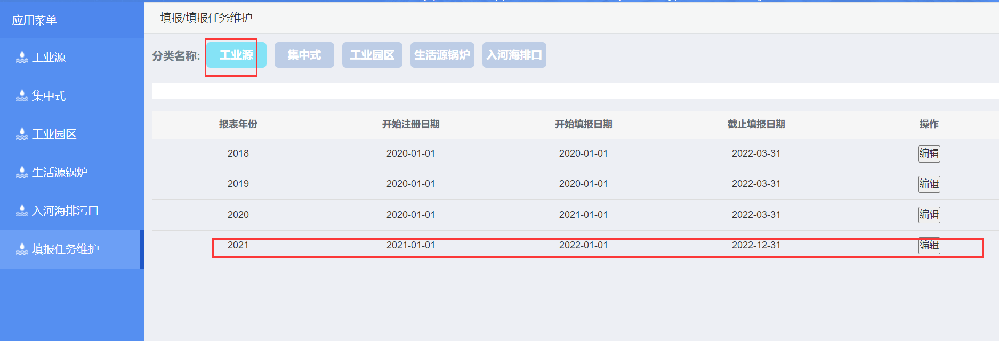 应用菜单
工业源
集中式
工业园区
生活源锅炉
入河海排污口
填报任务维护
填报/填报任务维护
分类名称: 工业源 集中式 工业园区 生活源锅炉 入河海排口
报表年份 开始注册日期 开始填报日期 截止填报日期 操作
2018 2020-01-01 2020-01-01 2022-03-31 编辑
2019 2020-01-01 2020-01-01 2022-03-31 编辑
2020 2020-01-01 2021-01-01 2022-03-31 编辑
2021 2021-01-01 2022-01-01 2022-12-31 编辑